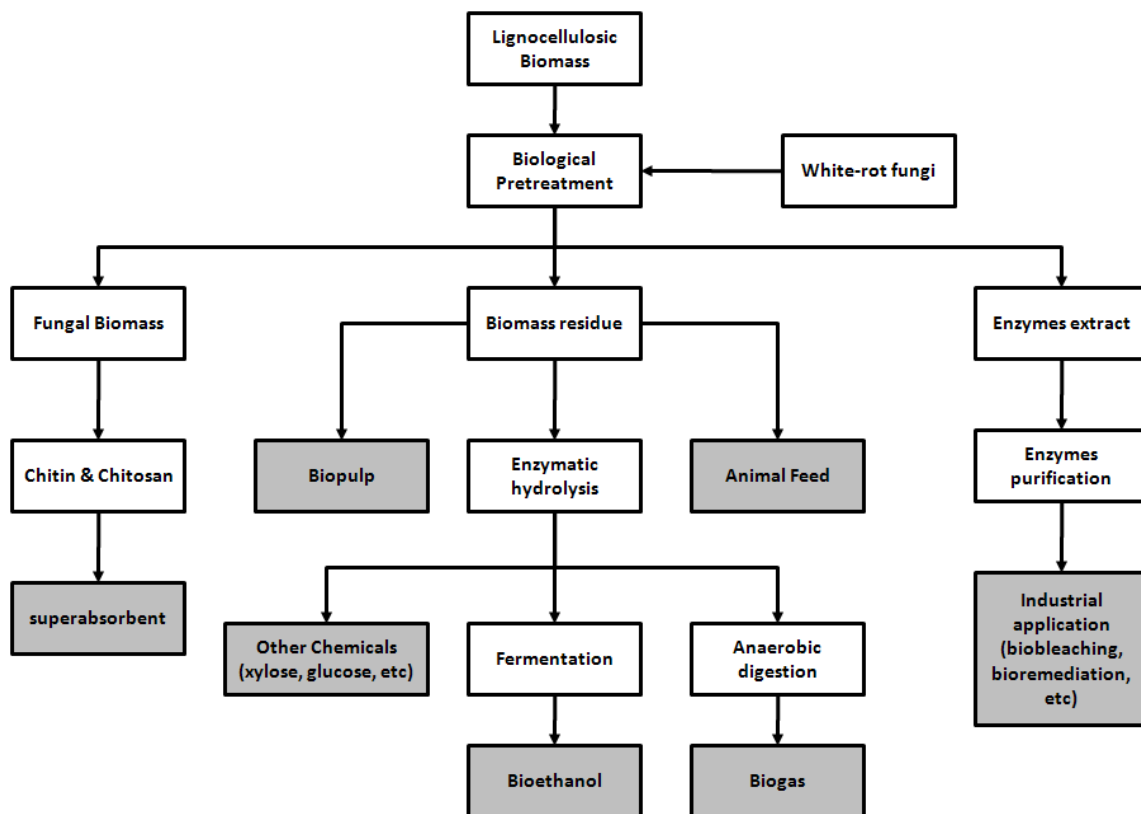 Lignocellulosic
Biomass
Biological
Pretreatment
White-rot fungi
Fungal Biomass
Biomass residue
Enzymes extract
Chitin & Chitosan
Biopulp
Enzymatic
hydrolysis
Animal Feed
Enzymes
purification
superabsorbent
Other Chemicals
(xylose, glucose, etc)
Fermentation
Anaerobic
digestion
Industrial
application
(biobleaching,
bioremediation,
etc)
Bioethanol
Biogas